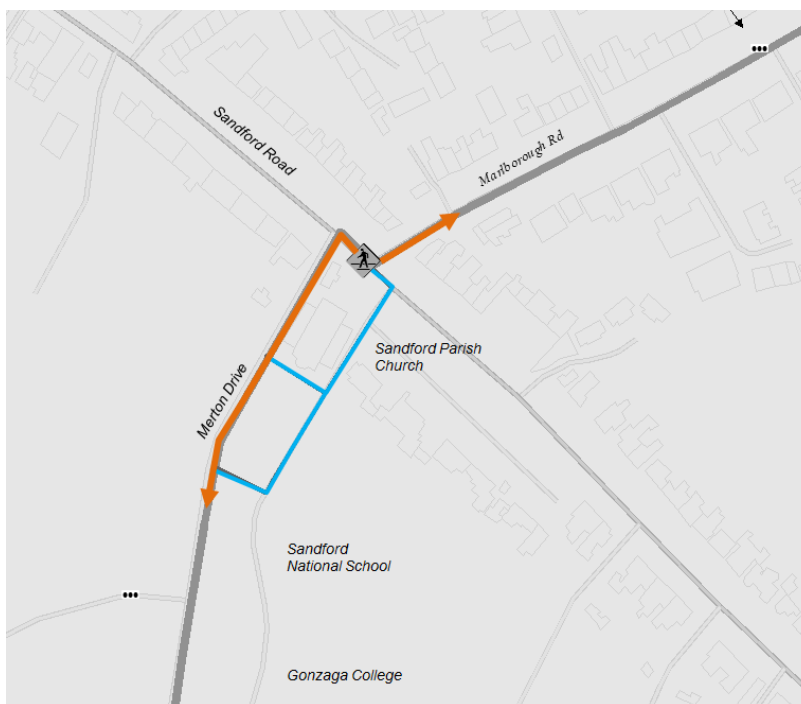 Sandford Road
Marlborough Rd
Sandford Parish
Church
Merton Drive
Sandford
National School
Gonzaga College